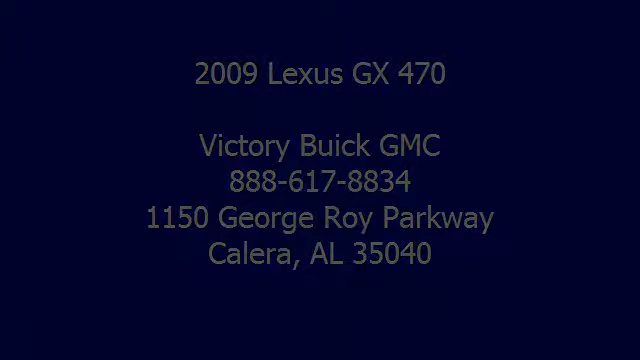 2009 Lexus GX 470
Victory Buick GMC
888-617-8834
1150 George Roy Parkway
Calera, AL 35040